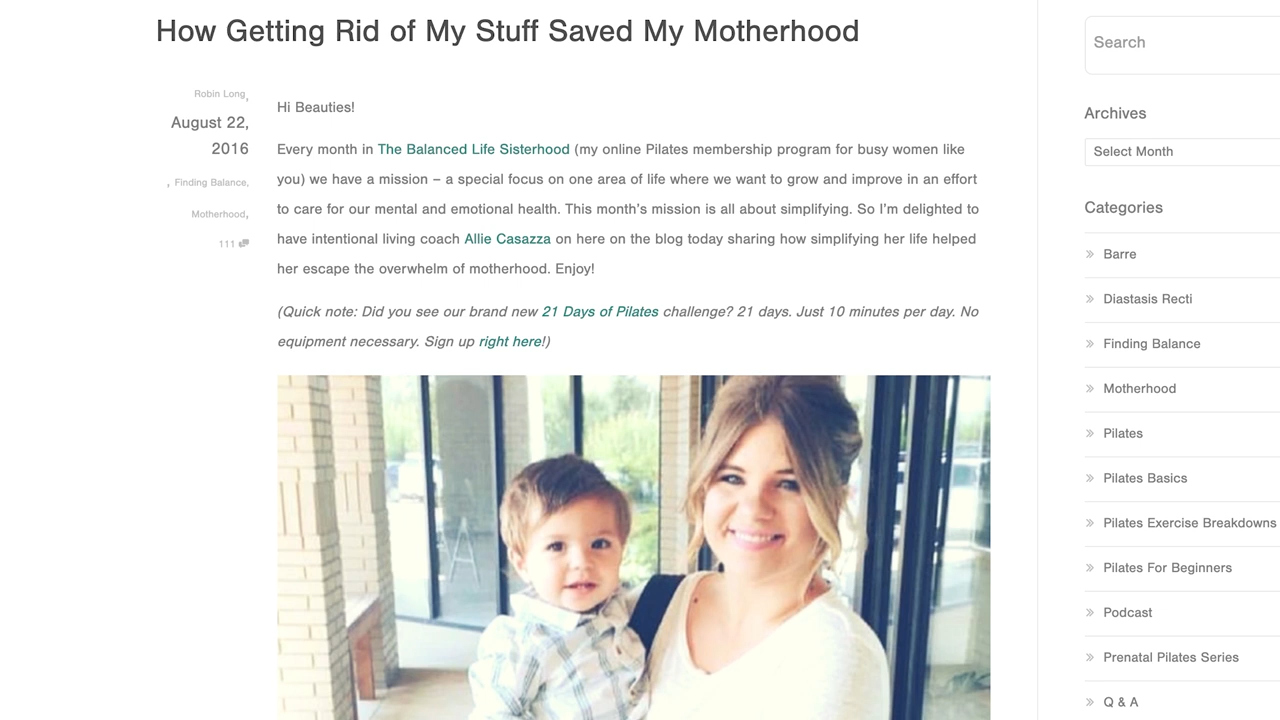 How Getting Rid of My Stuff Saved My Motherhood
Robin Long,
August 22,
2016
, Finding Balance,
Motherhood,
111
Hi Beauties!
Every month in The Balanced Life Sisterhood (my online Pilates membership program for busy women like
you) we have a mission – a special focus on one area of life where we want to grow and improve in an effort
to care for our mental and emotional health. This month's mission is all about simplifying. So I'm delighted to
have intentional living coach Allie Casazza on here on the blog today sharing how simplifying her life helped
her escape the overwhelm of motherhood. Enjoy!
(Quick note: Did you see our brand new 21 Days of Pilates challenge? 21 days. Just 10 minutes per day. No
equipment necessary. Sign up right here!)
Search
Archives
Select Month
Categories
Barre
Diastasis Recti
Finding Balance
Motherhood
Pilates
Pilates Basics
Pilates Exercise Breakdowns
Pilates For Beginners
Podcast
Prenatal Pilates Series
Q & A